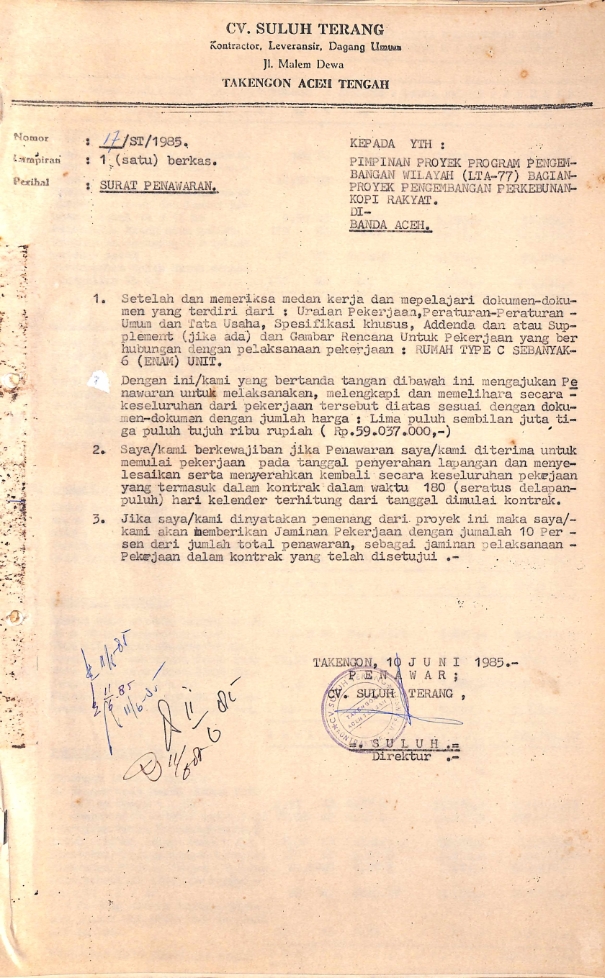 CV. SULUH TERANG
Kontractor, Leveransir, Dagang Umum
Jl. Malem Dewa
TAKENGON ACEH TENGAH
Nomor : 17/ST/1985.
Lampiran : 1 (satu) berkas.
Perihal : SURAT PENAWARAN.
KEPADA YTH :
PIMPINAN PROYEK PROGRAM PENGEM-
BANGAN WILAYAH (LTA-77) BAGIAN-
PROYEK PENGEMBANGAN PERKEBUNAN-
KOPI RAKYAT.
DI-
BANDA ACEH.
1. Setelah dan memeriksa medan kerja dan mepelajari dokumen-doku-
men yang terdiri dari : Uraian Pekerjaan,Peraturan-Peraturan -
Umum dan Tata Usaha, Spesifikasi khusus, Addenda dan atau Sup-
plement (jika ada) dan Gambar Rencana Untuk Pekerjaan yang ber
hubungan dengan pelaksanaan pekerjaan : RUMAH TYPE C SEBANYAK-
6 (ENAM) UNIT.
Dengan ini/kami yang bertanda tangan dibawah ini mengajukan Pe
nawaran untuk melaksanakan, melengkapi dan memelihara secara -
keseluruhan dari pekerjaan tersebut diatas sesuai dengan doku-
men-dokumen dengan jumlah harga : Lima puluh sembilan juta ti-
ga puluh tujuh ribu rupiah ( Rp.59.037.000,-)
2. Saya/kami berkewajiban jika Penawaran saya/kami diterima untuk
memulai pekerjaan pada tanggal penyerahan lapangan dan menye-
lesaikan serta menyerahkan kembali secara keseluruhan pekerjaan
yang termasuk dalam kontrak dalam waktu 180 (seratus delapan-
puluh) hari kelender terhitung dari tanggal dimulai kontrak.
3. Jika saya/kami dinyatakan pemenang dari proyek ini maka saya/-
kami akan memberikan Jaminan Pekerjaan dengan jumalah 10 Per -
sen dari jumlah total penawaran, sebagai jaminan pelaksanaan -
Pekerjaan dalam kontrak yang telah disetujui .-
TAKENGON, 10 JUNI 1985.-
PENAWAR;
CV. SULUH TERANG ,
SULUH.=
Direktur .-
11/6-85